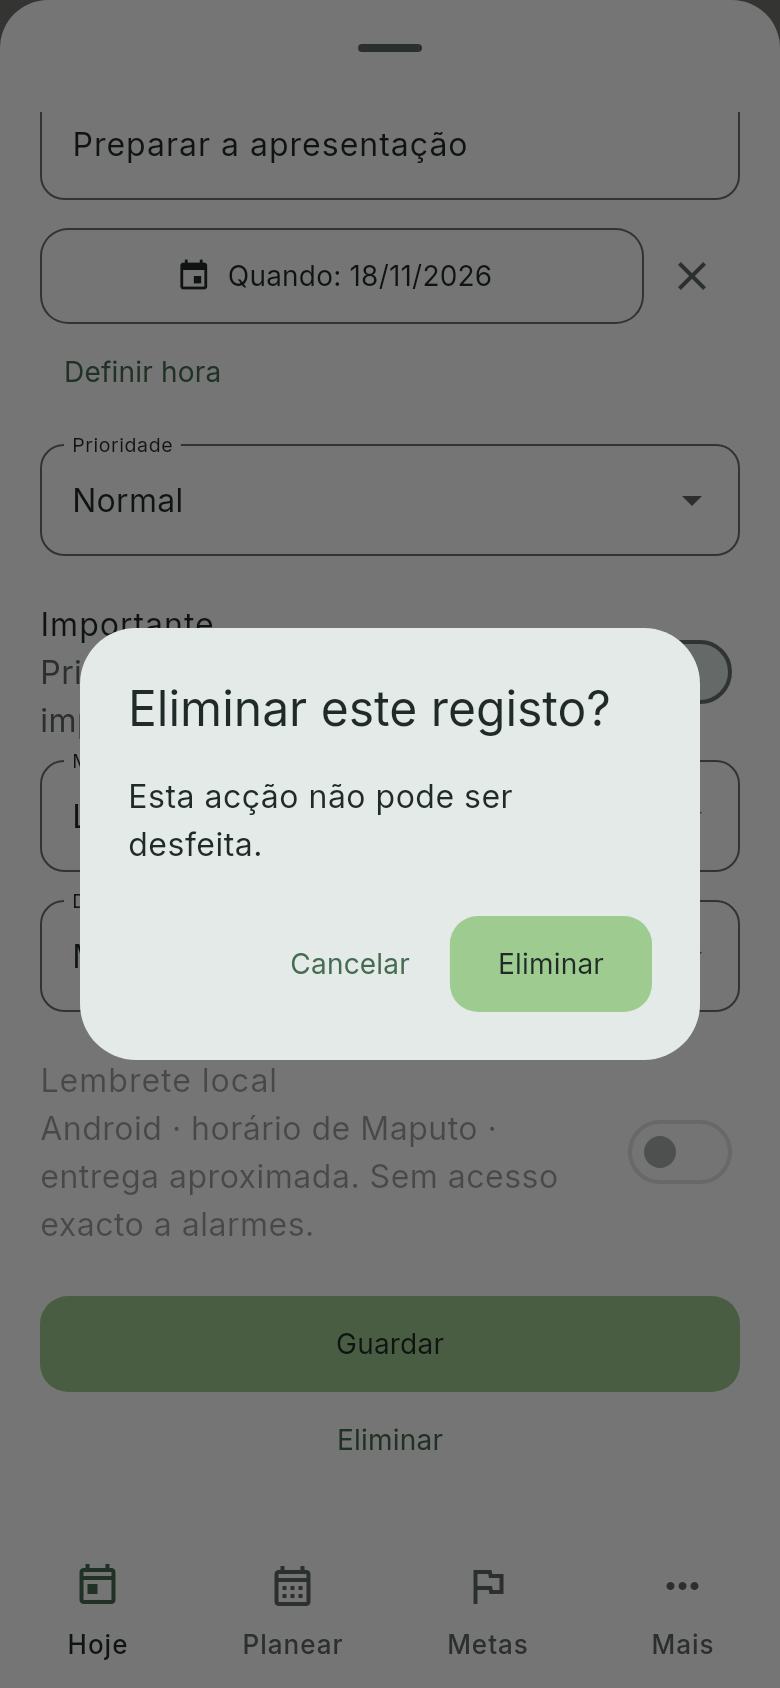 Preparar a apresentação
Quando: 18/11/2026
Definir hora
Prioridade
Normal
Importante
Eliminar este registo?
Esta acção não pode ser
desfeita.
Cancelar
Eliminar
Lembrete local
Android · horário de Maputo ·
entrega aproximada. Sem acesso
exacto a alarmes.
Guardar
Eliminar
Hoje
Planear
Metas
Mais